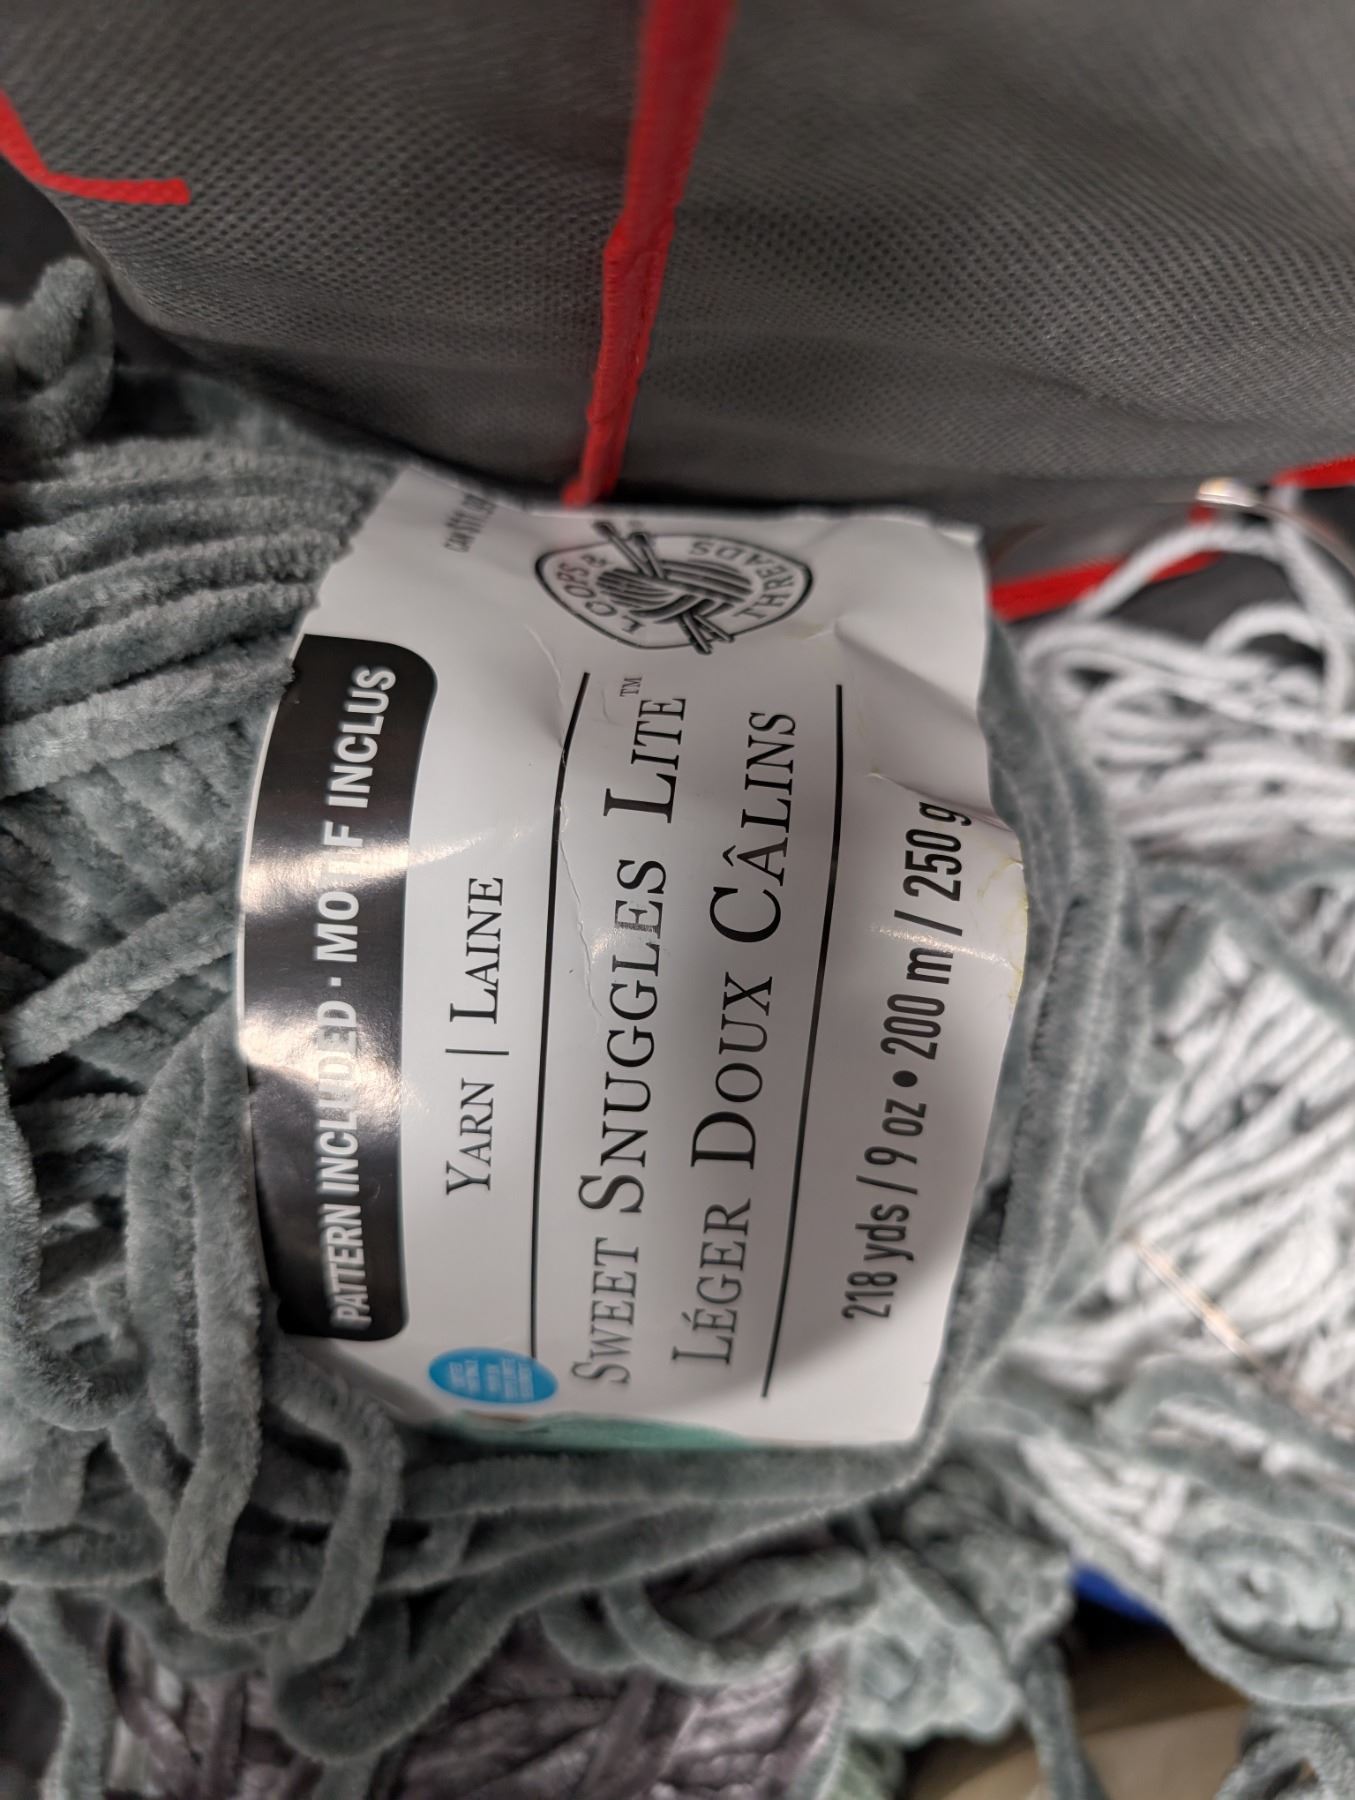 LOOPS & THREADS
PATTERN INCLUDED · MOTIF INCLUS
YARN | LAINE
SWEET SNUGGLES LITE™
LÉGER DOUX CÂLINS
218 yds / 9 oz • 200 m / 250 g